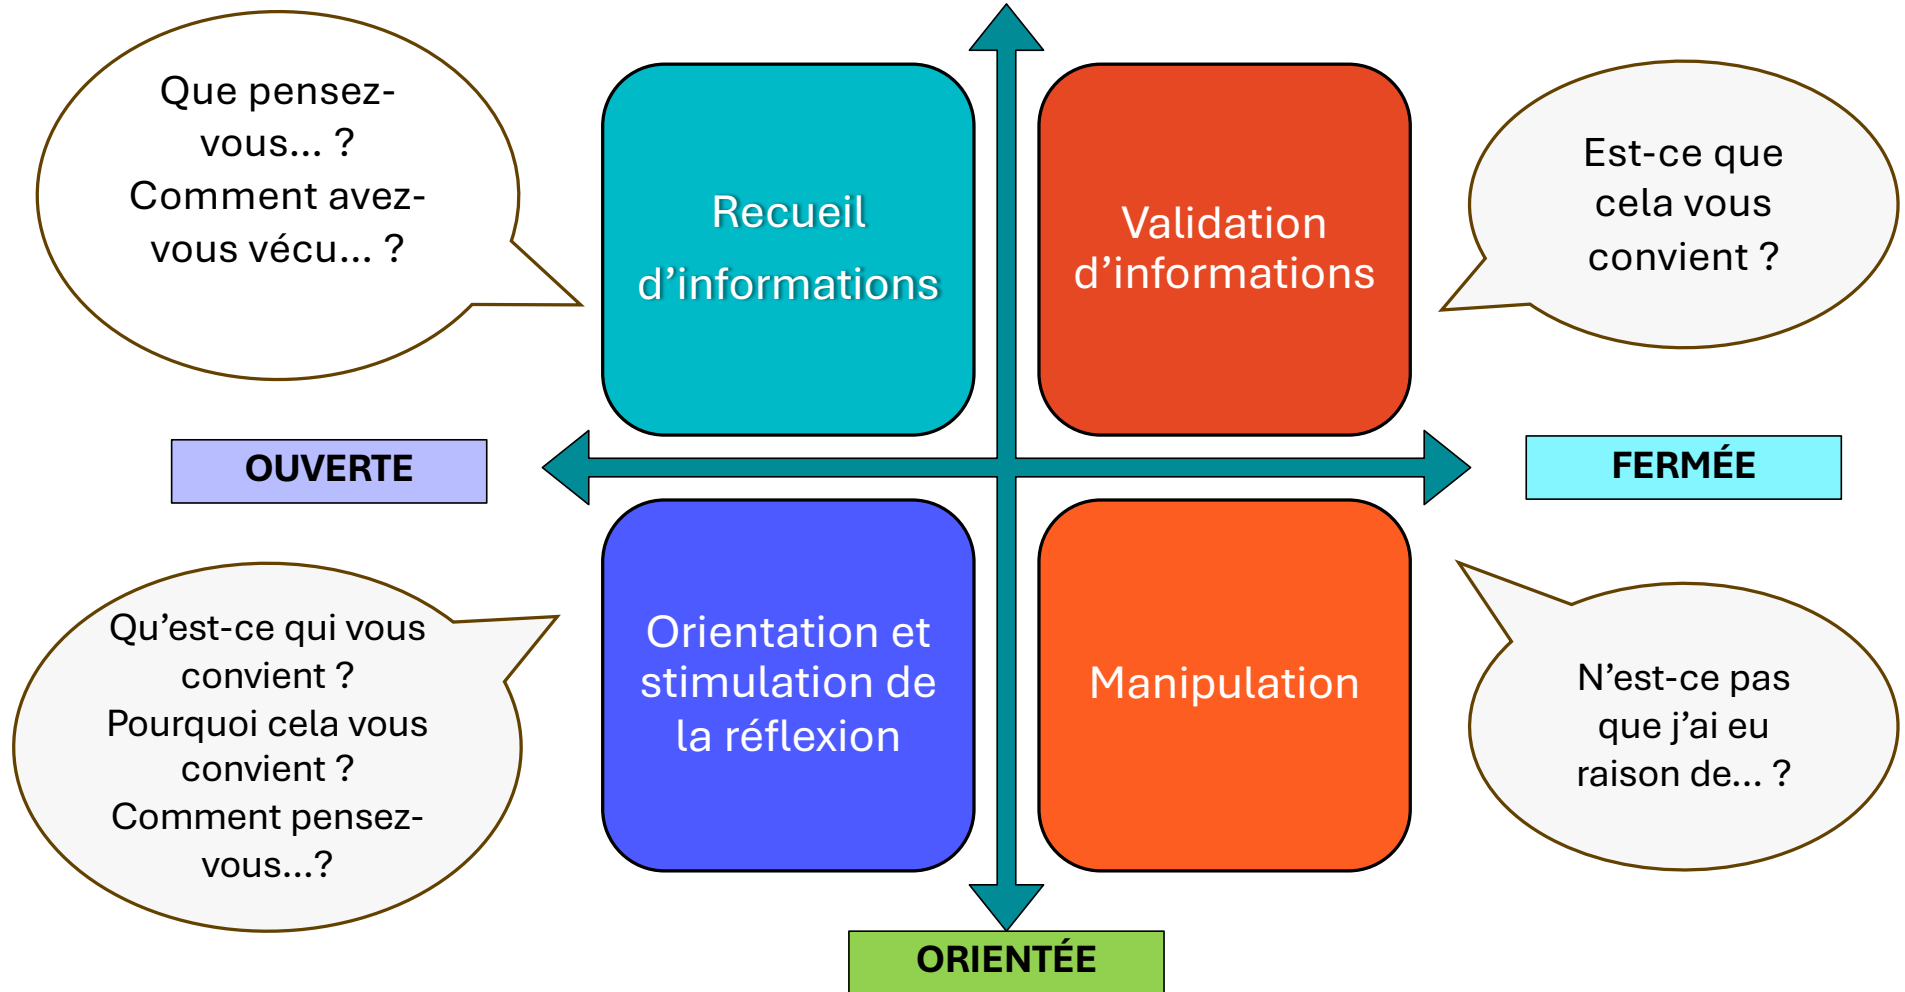 Que pensez-
vous... ?
Comment avez-
vous vécu... ?
Recueil
d’informations
Validation
d’informations
Est-ce que
cela vous
convient ?
OUVERTE
FERMÉE
Qu’est-ce qui vous
convient ?
Pourquoi cela vous
convient ?
Comment pensez-
vous...?
Orientation et
stimulation de
la réflexion
Manipulation
N’est-ce pas
que j’ai eu
raison de... ?
ORIENTÉE